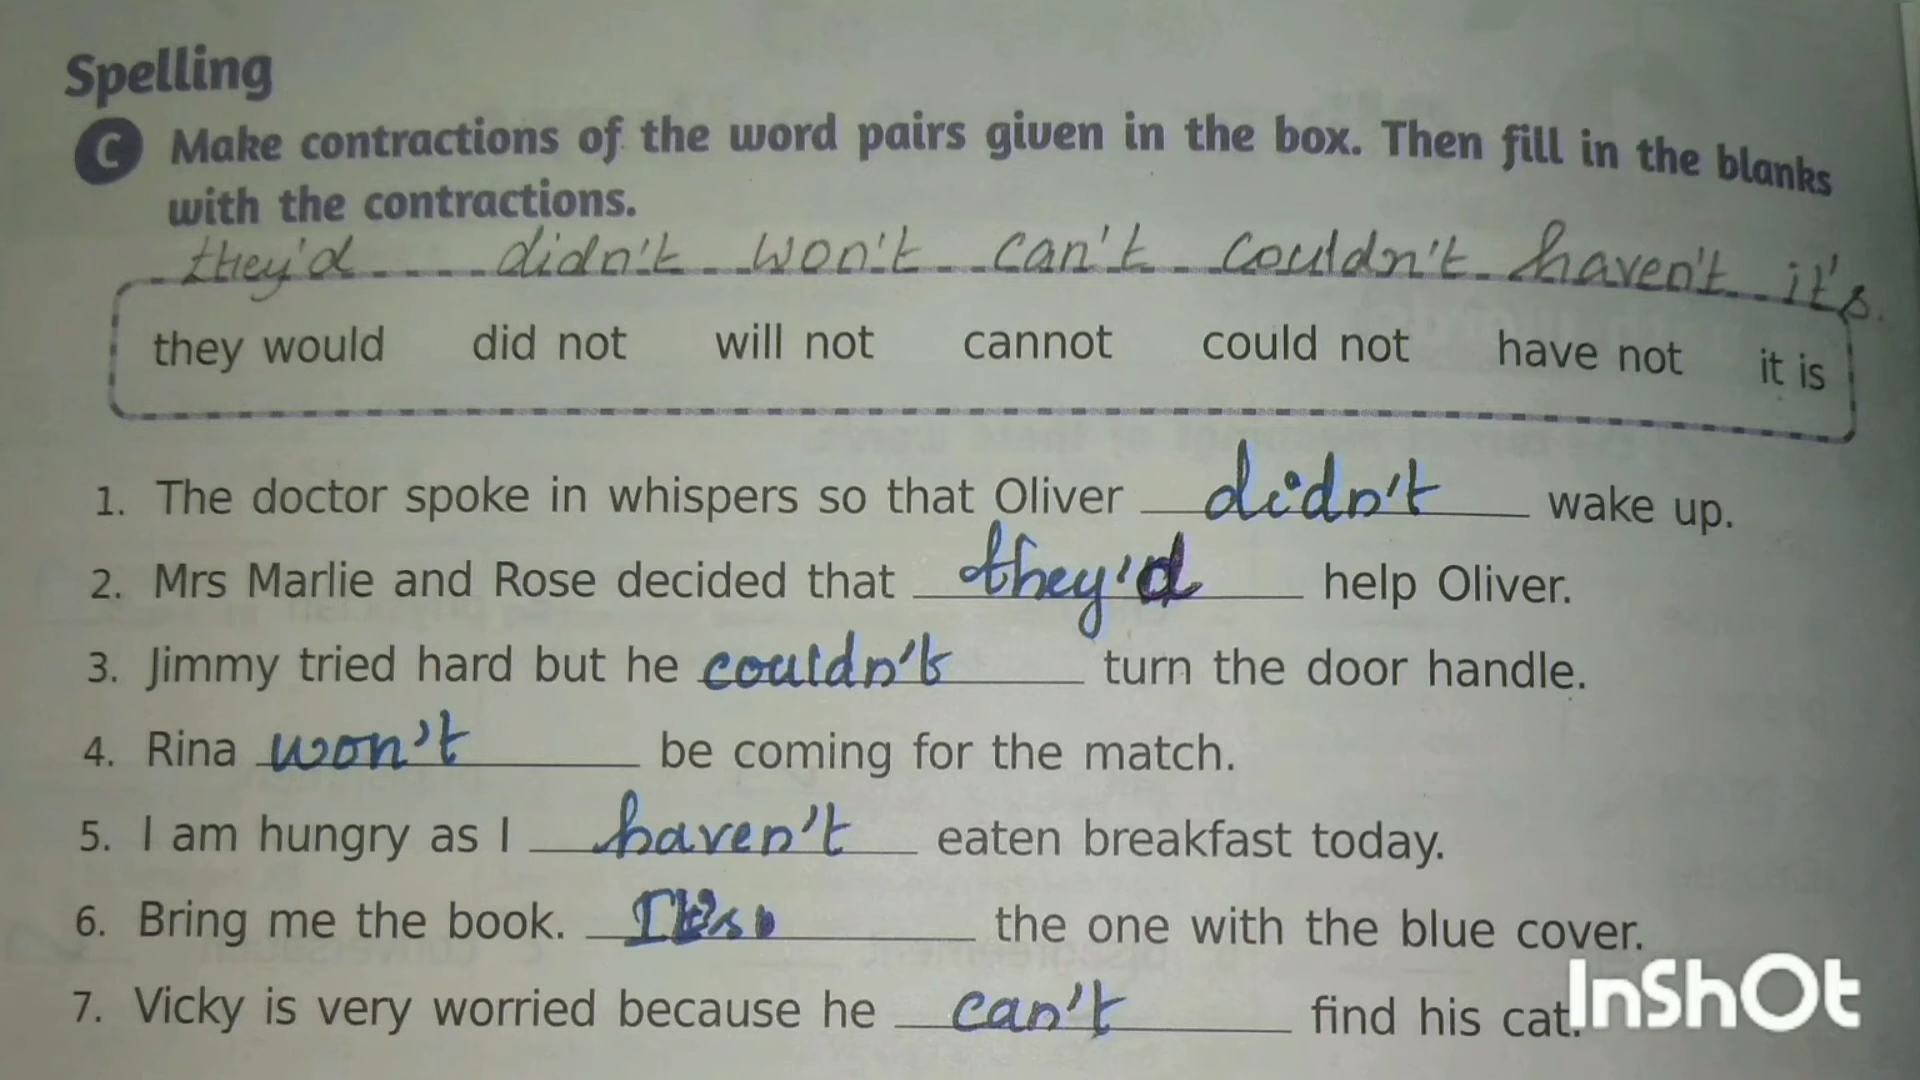 Spelling
C Make contractions of the word pairs given in the box. Then fill in the blanks
with the contractions.
they'd didn't won't can't couldn't haven't it's.
they would did not will not cannot could not have not it is
1. The doctor spoke in whispers so that Oliver didn't wake up.
2. Mrs Marlie and Rose decided that they'd help Oliver.
3. Jimmy tried hard but he couldn't turn the door handle.
4. Rina won't be coming for the match.
5. I am hungry as I haven't eaten breakfast today.
6. Bring me the book. It's the one with the blue cover.
7. Vicky is very worried because he can't find his cat.
InShOt